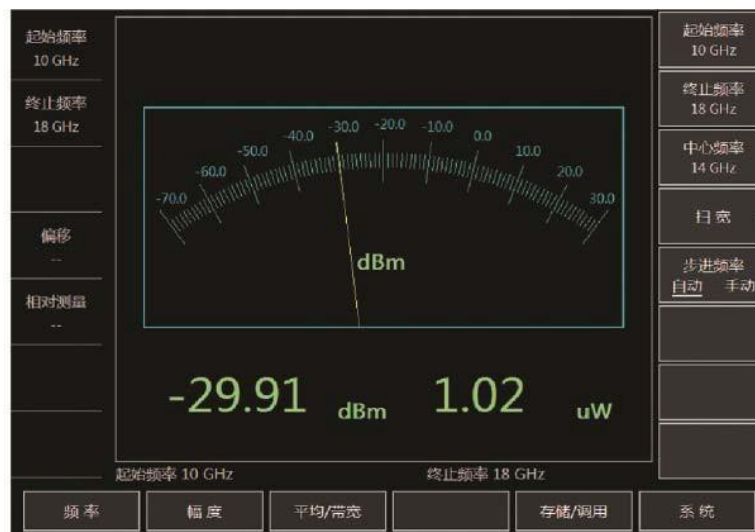 起始频率
10 GHz
终止频率
18 GHz
偏移
--
相对测量
--
-70.0
-60.0
-50.0
-40.0
-30.0
-20.0
-10.0
0.0
10.0
20.0
30.0
dBm
-29.91 dBm 1.02 uW
起始频率 10 GHz 终止频率 18 GHz
起始频率
10 GHz
终止频率
18 GHz
中心频率
14 GHz
扫宽
步进频率
自动 手动
频率 幅度 平均/带宽 存储/调用 系统